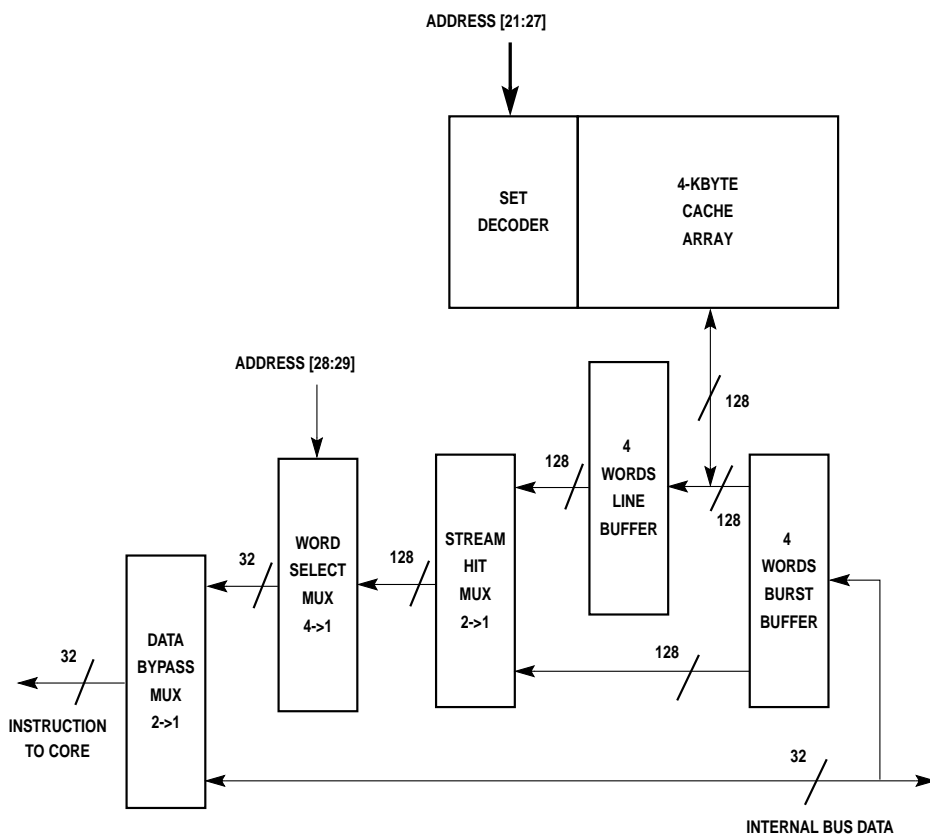 ADDRESS [21:27]
SET
DECODER
4-KBYTE
CACHE
ARRAY
ADDRESS [28:29]
128
4
WORDS
LINE
BUFFER
128
128
4
WORDS
BURST
BUFFER
STREAM
HIT
MUX
2->1
128
WORD
SELECT
MUX
4->1
32
DATA
BYPASS
MUX
2->1
128
32
INSTRUCTION
TO CORE
32
INTERNAL BUS DATA